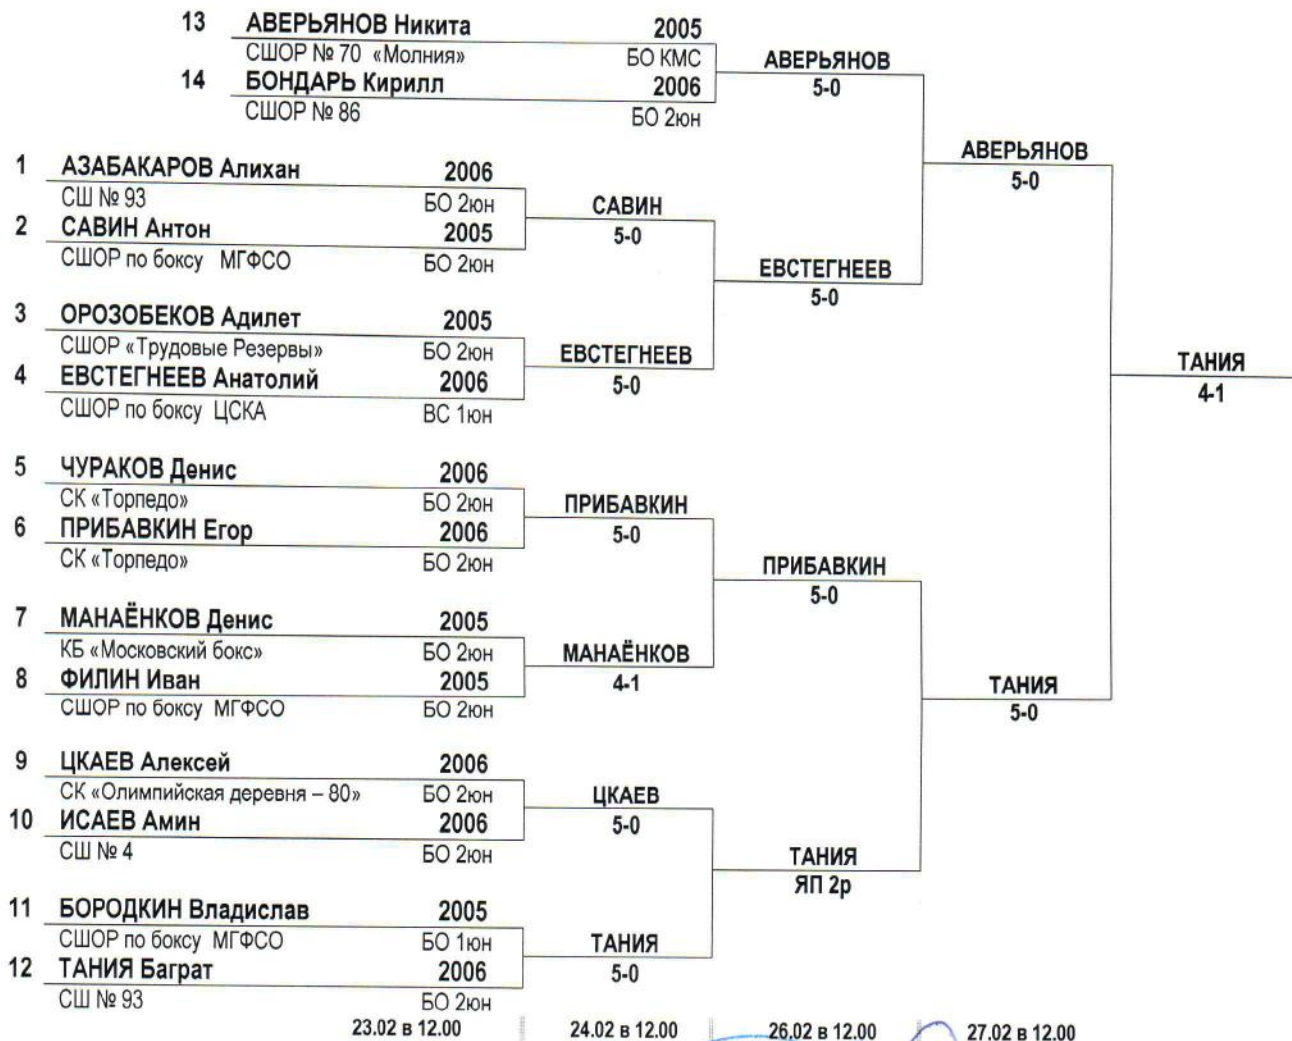 13 АВЕРЬЯНОВ Никита 2005
СШОР № 70 «Молния» БО КМС
АВЕРЬЯНОВ
14 БОНДАРЬ Кирилл 2006
5-0
СШОР № 86 БО 2юн
АВЕРЬЯНОВ
5-0
1 АЗАБАКАРОВ Алихан 2006
СШ № 93 БО 2юн
САВИН
2 САВИН Антон 2005
5-0
СШОР по боксу МГФСО БО 2юн
ЕВСТЕГНЕЕВ
5-0
3 ОРОЗОБЕКОВ Адилет 2005
СШОР «Трудовые Резервы» БО 2юн
ЕВСТЕГНЕЕВ
4 ЕВСТЕГНЕЕВ Анатолий 2006
5-0
СШОР по боксу ЦСКА ВС 1юн
ТАНИЯ
4-1
5 ЧУРАКОВ Денис 2006
СК «Торпедо» БО 2юн
ПРИБАВКИН
6 ПРИБАВКИН Егор 2006
5-0
СК «Торпедо» БО 2юн
ПРИБАВКИН
5-0
7 МАНАЁНКОВ Денис 2005
КБ «Московский бокс» БО 2юн
МАНАЁНКОВ
8 ФИЛИН Иван 2005
4-1
СШОР по боксу МГФСО БО 2юн
ТАНИЯ
5-0
9 ЦКАЕВ Алексей 2006
СК «Олимпийская деревня – 80» БО 2юн
ЦКАЕВ
10 ИСАЕВ Амин 2006
5-0
СШ № 4 БО 2юн
ТАНИЯ
ЯП 2р
11 БОРОДКИН Владислав 2005
СШОР по боксу МГФСО БО 1юн
ТАНИЯ
12 ТАНИЯ Баграт 2006
5-0
СШ № 93 БО 2юн
23.02 в 12.00 24.02 в 12.00 26.02 в 12.00 27.02 в 12.00